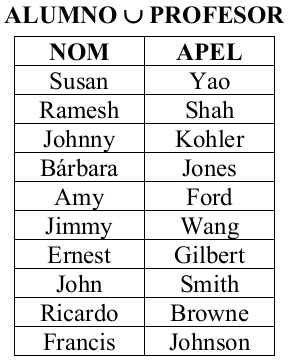 ALUMNO ∪ PROFESOR
NOM APEL
Susan Yao
Ramesh Shah
Johnny Kohler
Bárbara Jones
Amy Ford
Jimmy Wang
Ernest Gilbert
John Smith
Ricardo Browne
Francis Johnson